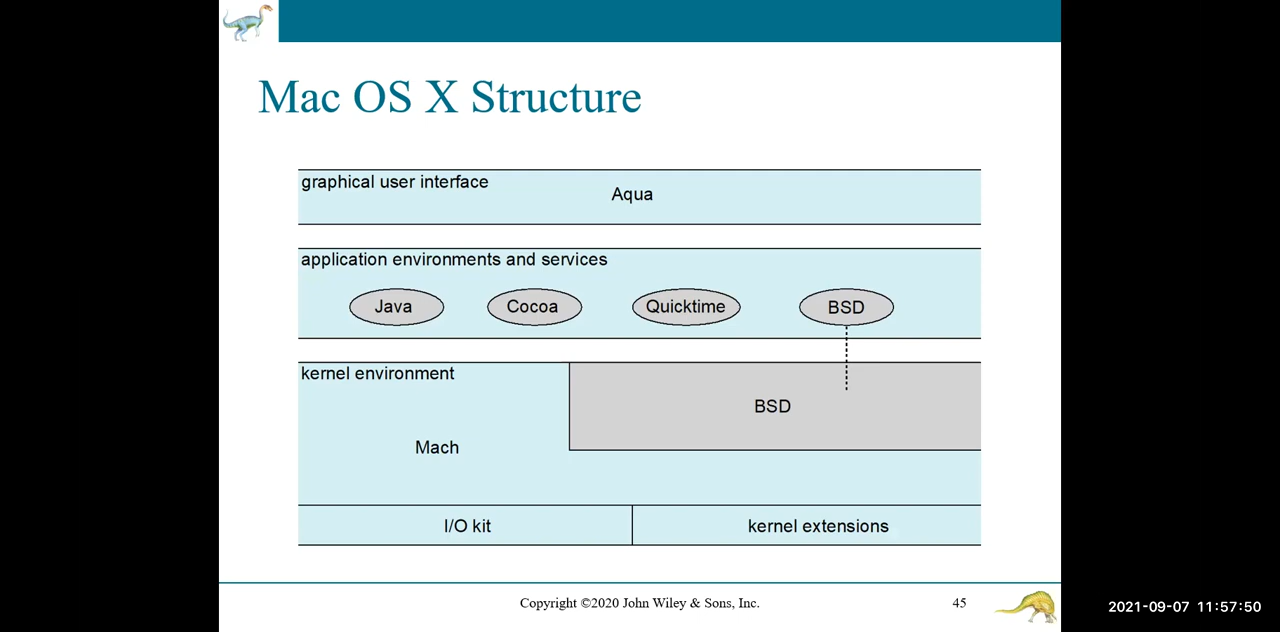 Mac OS X Structure
graphical user interface
Aqua
application environments and services
Java Cocoa Quicktime BSD
kernel environment
BSD
Mach
I/O kit kernel extensions
Copyright ©2020 John Wiley & Sons, Inc. 45
2021-09-07 11:57:50